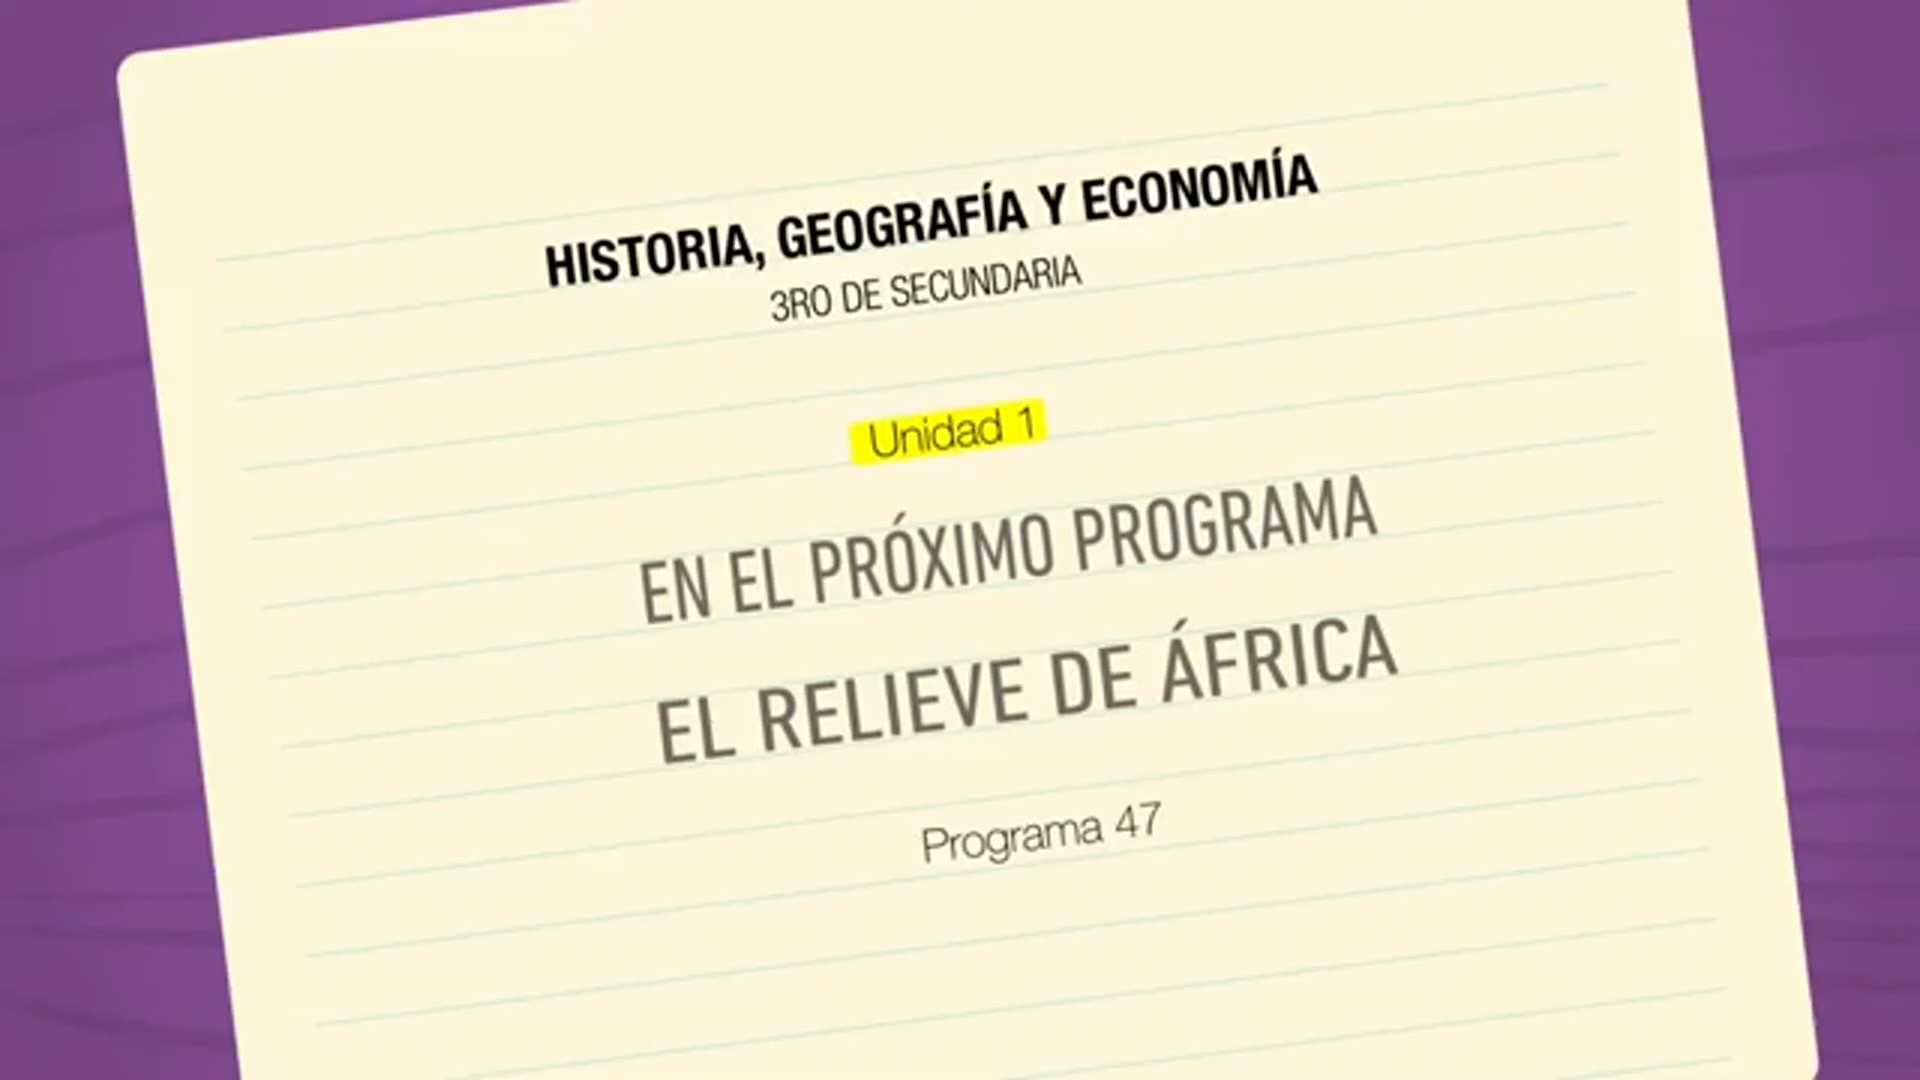 HISTORIA, GEOGRAFÍA Y ECONOMÍA
3RO DE SECUNDARIA
Unidad 1
EN EL PRÓXIMO PROGRAMA
EL RELIEVE DE ÁFRICA
Programa 47